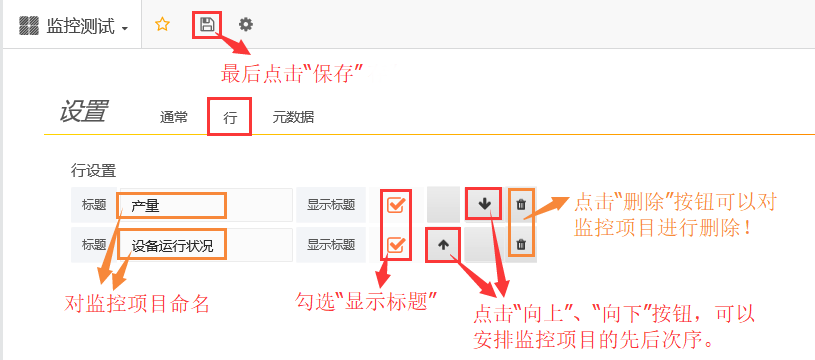 监控测试
最后点击“保存”
设置 通常 行 元数据
行设置
标题 产量 显示标题
标题 设备运行状况 显示标题
点击“删除”按钮可以对
监控项目进行删除！
对监控项目命名
勾选“显示标题”
点击“向上”、“向下”按钮，可以
安排监控项目的先后次序。